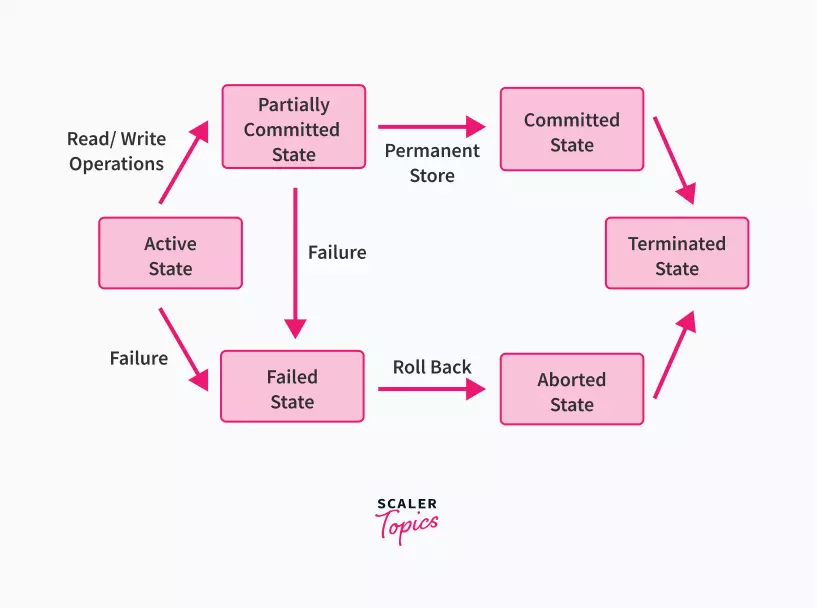 Partially
Committed
State
Committed
State
Read/ Write
Operations
Permanent
Store
Active
State
Failure
Terminated
State
Failure
Failed
State
Roll Back
Aborted
State
SCALER
Topics